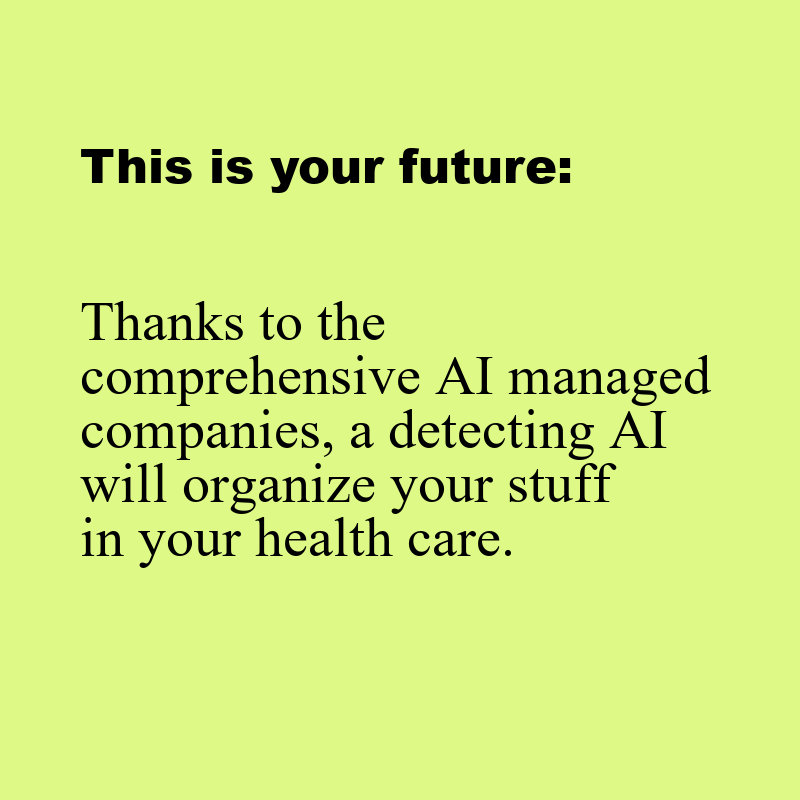 This is your future:
Thanks to the
comprehensive AI managed
companies, a detecting AI
will organize your stuff
in your health care.